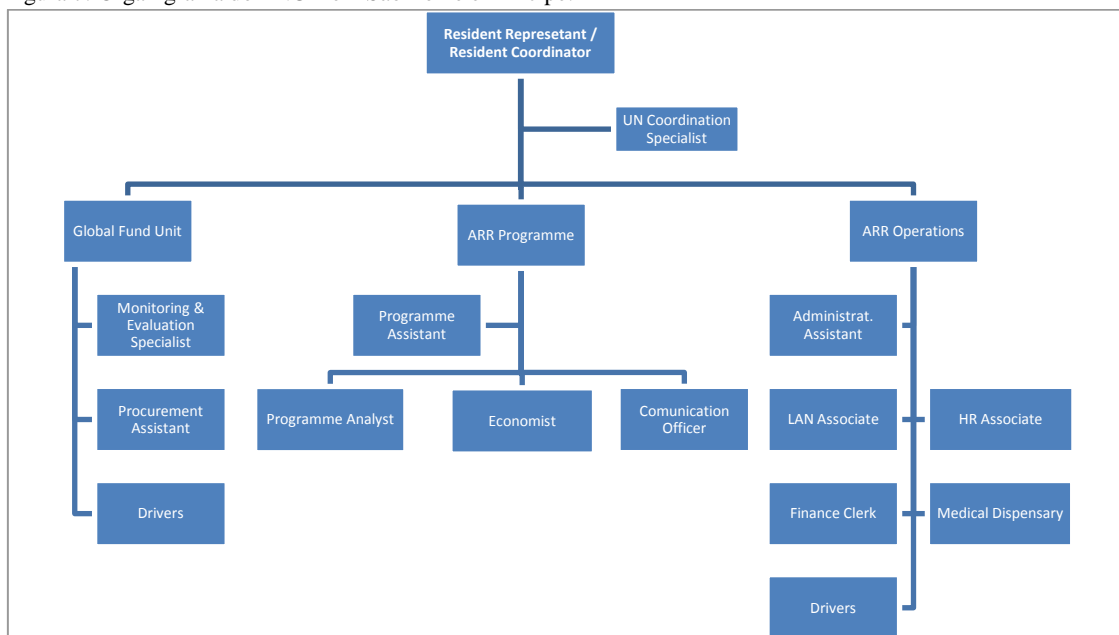 Resident Represetant /
Resident Coordinator
UN Coordination
Specialist
Global Fund Unit
ARR Programme
ARR Operations
Monitoring &
Evaluation
Specialist
Programme
Assistant
Administrat.
Assistant
Procurement
Assistant
Programme Analyst
Economist
Comunication
Officer
LAN Associate
HR Associate
Drivers
Finance Clerk
Medical Dispensary
Drivers